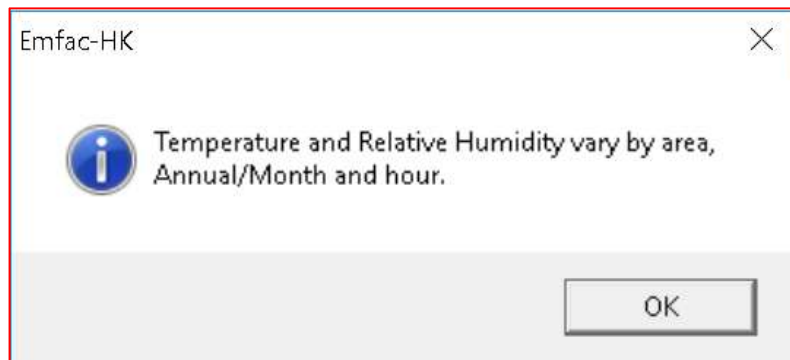 Emfac-HK
Temperature and Relative Humidity vary by area,
Annual/Month and hour.
OK